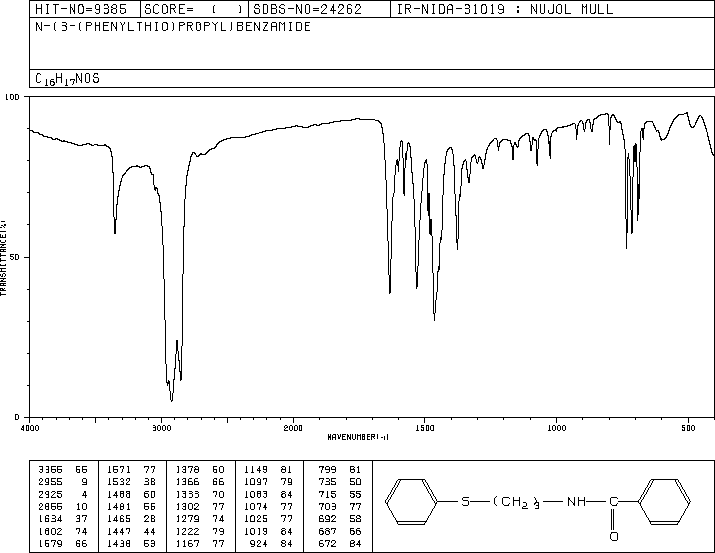 HIT-NO=9385 SCORE= ( ) SDBS-NO=24262 IR-NIDA-31019 : NUJOL MULL
N-(3-(PHENYLTHIO)PROPYL)BENZAMIDE
C16H17NOS
100
50
0
TRANSMITTANCE(%)
4000 3000 2000 1500 1000 500
WAVENUMBER(-1)
3355 55 1571 77 1378 50 1149 81 799 81
2955 9 1532 38 1366 66 1097 79 735 50
2925 4 1488 60 1333 70 1083 84 715 55
2855 10 1481 55 1302 77 1074 77 703 77
1634 37 1465 28 1279 74 1025 77 692 58
1602 74 1447 44 1222 79 1019 84 687 66
1579 66 1438 53 1167 77 924 84 672 84
S (CH2)3 NH C
O